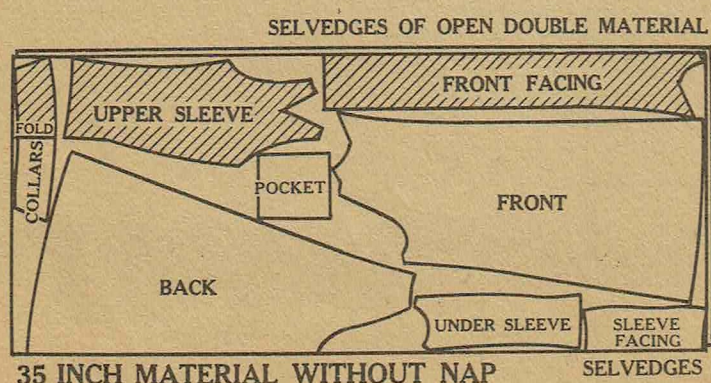 SELVEDGES OF OPEN DOUBLE MATERIAL
FRONT FACING
UPPER SLEEVE
FOLD
COLLARS
POCKET
FRONT
BACK
UNDER SLEEVE
SLEEVE
FACING
35 INCH MATERIAL WITHOUT NAP
SELVEDGES